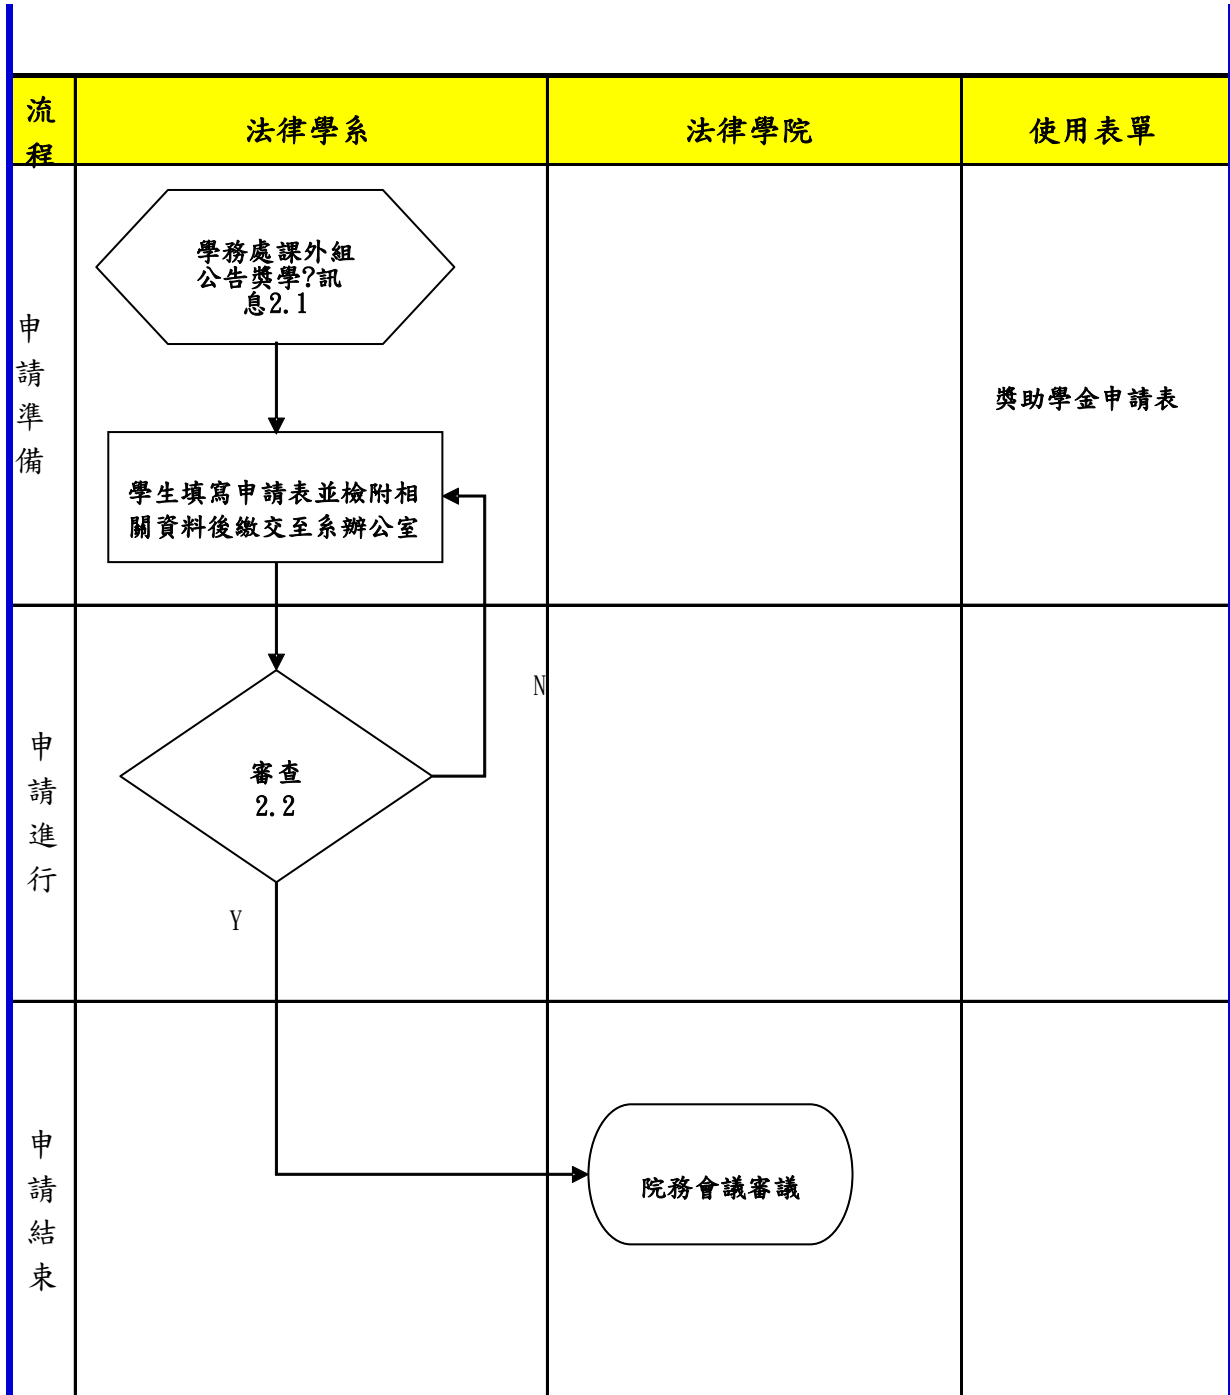 流程
法律學系
法律學院
使用表單
申請準備
學務處課外組
公告獎學?訊
息2.1
學生填寫申請表並檢附相
關資料後繳交至系辦公室
獎助學金申請表
申請進行
N
審查
2.2
Y
申請結束
院務會議審議